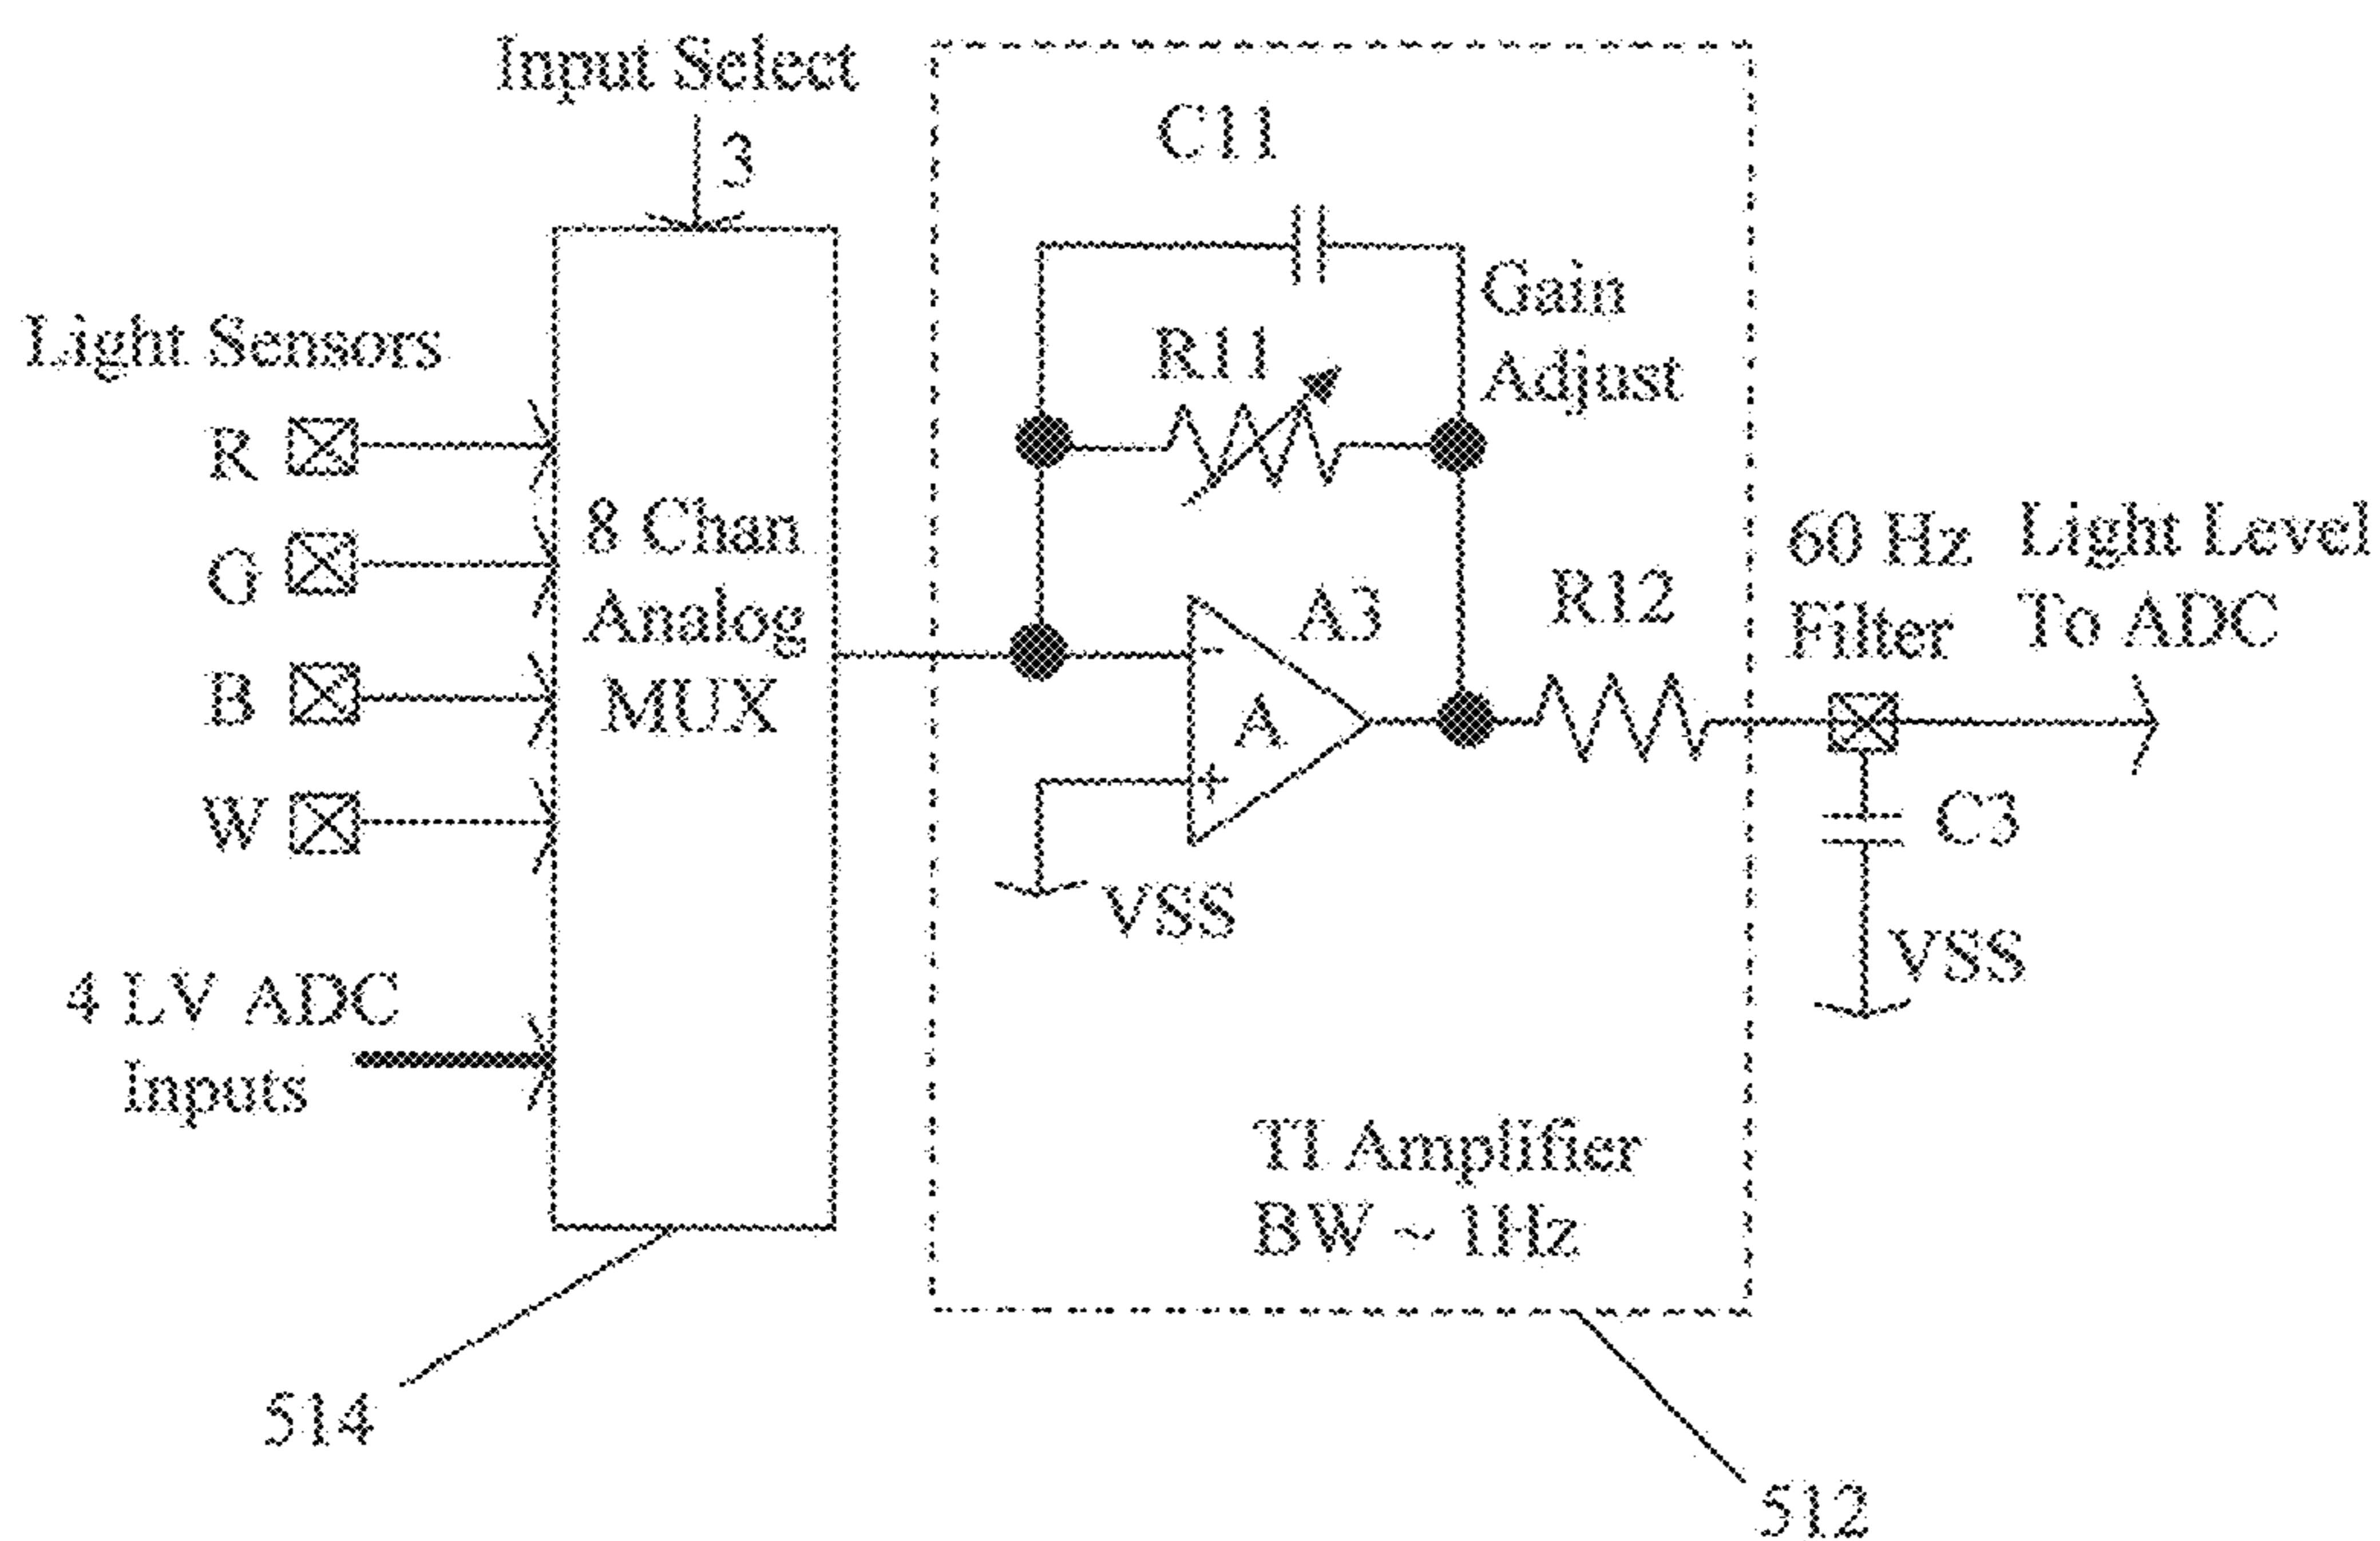 Input Select
3
Light Sensors
R
G
B
W
4 LV ADC
Inputs
8 Chan
Analog
MUX
C11
R11
Gain
Adjust
A3
-
A
+
VSS
R12
60 Hz
Filter
Light Level
To ADC
C3
VSS
TI Amplifier
BW ~ 1Hz
514
512